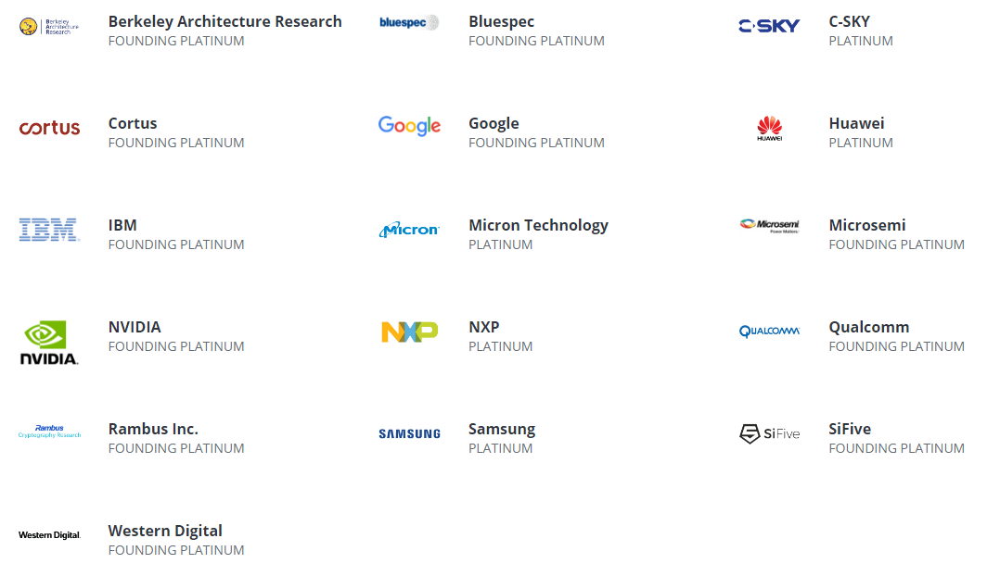 Berkeley
Architecture
Research
Berkeley Architecture Research
FOUNDING PLATINUM
bluespec
Bluespec
FOUNDING PLATINUM
C·SKY
C-SKY
PLATINUM
cortus
Cortus
FOUNDING PLATINUM
Google
Google
FOUNDING PLATINUM
HUAWEI
Huawei
PLATINUM
IBM
IBM
FOUNDING PLATINUM
Micron
Micron Technology
PLATINUM
Microsemi
Power Matters.
Microsemi
FOUNDING PLATINUM
NVIDIA.
NVIDIA
FOUNDING PLATINUM
NXP
NXP
PLATINUM
QUALCOMM
Qualcomm
FOUNDING PLATINUM
Rambus
Cryptography Research
Rambus Inc.
FOUNDING PLATINUM
SAMSUNG
Samsung
PLATINUM
SiFive
SiFive
FOUNDING PLATINUM
Western Digital.
Western Digital
FOUNDING PLATINUM